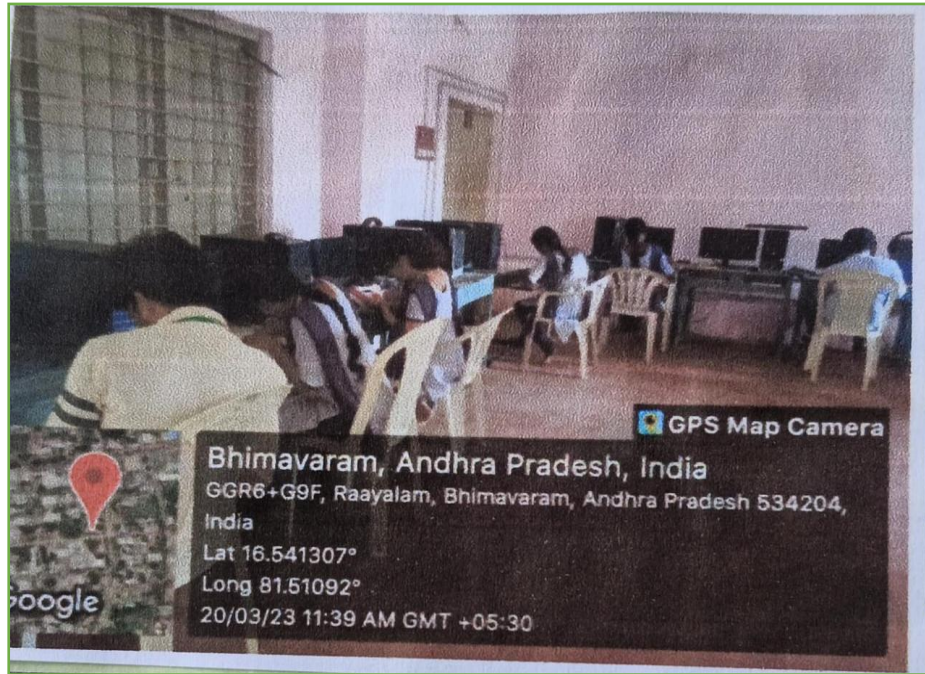 GPS Map Camera
Bhimavaram, Andhra Pradesh, India
GGR6+G9F, Raayalam, Bhimavaram, Andhra Pradesh 534204,
India
Lat 16.541307°
Long 81.51092°
20/03/23 11:39 AM GMT +05:30
Google